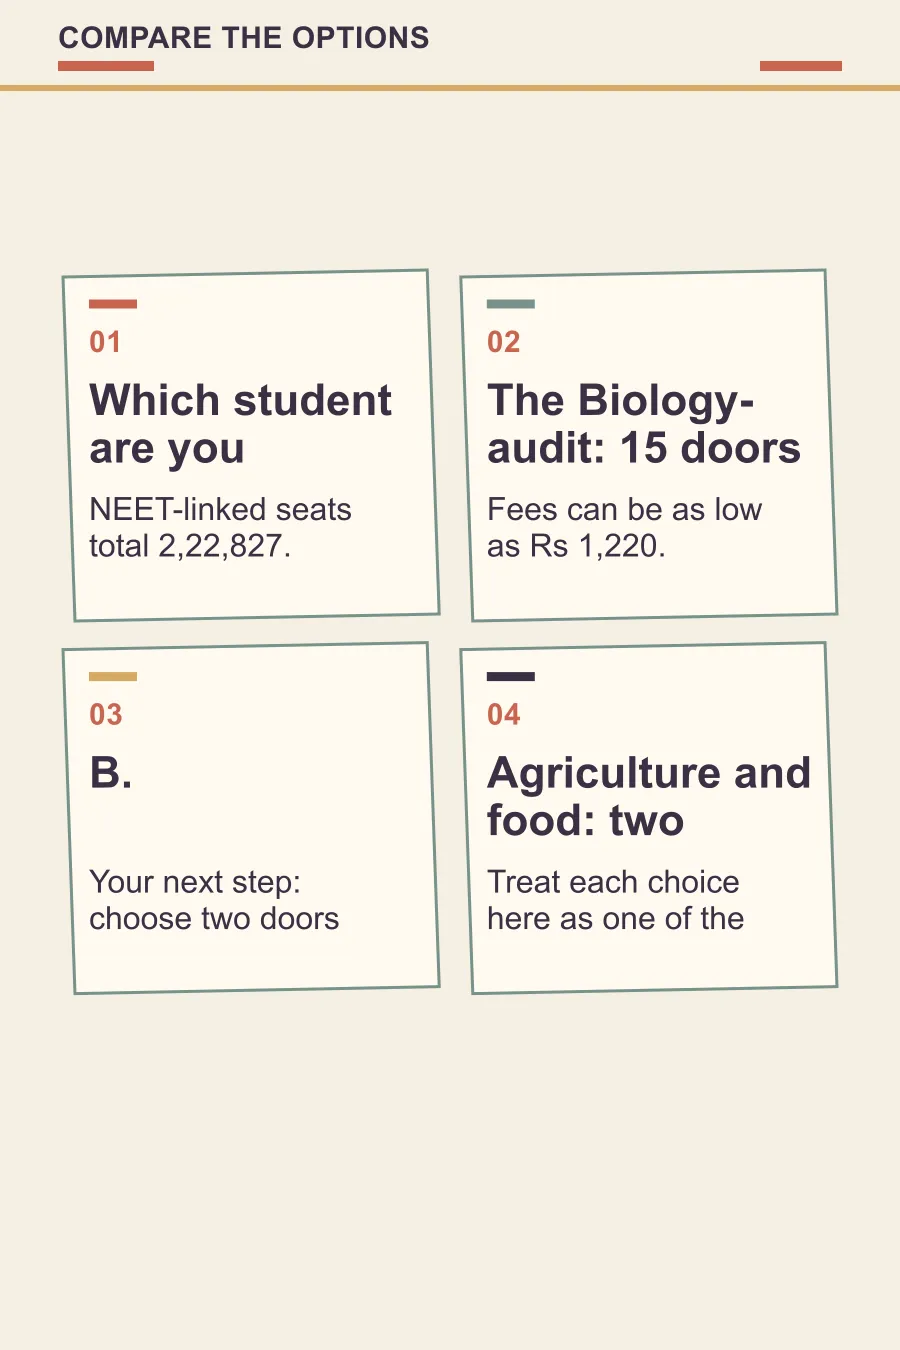 COMPARE THE OPTIONS
01
Which student
are you
NEET-linked seats
total 2,22,827.
02
The Biology-
audit: 15 doors
Fees can be as low
as Rs 1,220.
03
B.
Your next step:
choose two doors
04
Agriculture and
food: two
Treat each choice
here as one of the